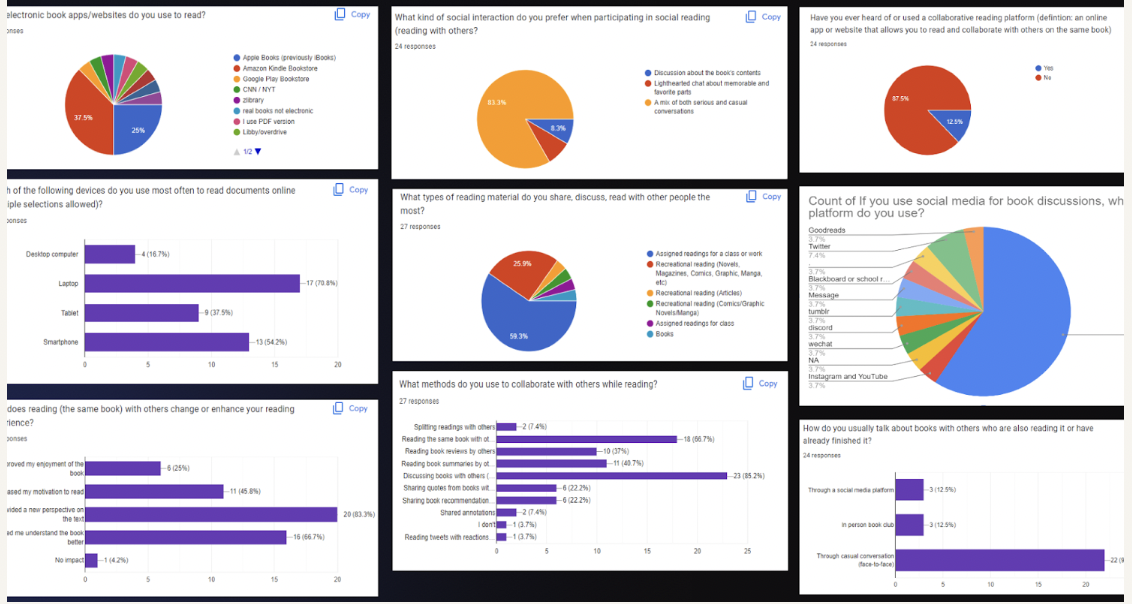 electronic book apps/websites do you use to read?
Copy
onses
Apple Books (previously iBooks)
Amazon Kindle Bookstore
Google Play Bookstore
CNN / NYT
zlibrary
real books not electronic
I use PDF version
Libby/overdrive
1/2
37.5%
25%
What kind of social interaction do you prefer when participating in social reading
(reading with others?
Copy
24 responses
Discussion about the book's contents
Lighthearted chat about memorable and
favorite parts
A mix of both serious and casual
conversations
83.3%
8.3%
Have you ever heard of or used a collaborative reading platform (defintion: an online
app or website that allows you to read and collaborate with others on the same book)
24 responses
Yes
No
87.5%
12.5%
h of the following devices do you use most often to read documents online
iple selections allowed)?
Copy
onses
Desktop computer
4 (16.7%)
Laptop
17 (70.8%)
Tablet
9 (37.5%)
Smartphone
13 (54.2%)
0 5 10 15 20
What types of reading material do you share, discuss, read with other people the
most?
Copy
27 responses
Assigned readings for a class or work
Recreational reading (Novels,
Magazines, Comics, Graphic, Manga,
etc)
Recreational reading (Articles)
Recreational reading (Comics/Graphic
Novels/Manga)
Assigned readings for class
Books
25.9%
59.3%
Count of If you use social media for book discussions, wh
platform do you use?
Goodreads
3.7%
Twitter
7.4%
.
3.7%
Blackboard or school r...
3.7%
Message
3.7%
tumblr
3.7%
discord
3.7%
wechat
3.7%
NA
3.7%
Instagram and YouTube
3.7%
does reading (the same book) with others change or enhance your reading
rience?
Copy
onses
roved my enjoyment of the
book
6 (25%)
ased my motivation to read
11 (45.8%)
vided a new perspective on
the text
20 (83.3%)
ed me understand the book
better
16 (66.7%)
No impact
1 (4.2%)
0 5 10 15 20
What methods do you use to collaborate with others while reading?
Copy
27 responses
Splitting readings with others
2 (7.4%)
Reading the same book with ot...
18 (66.7%)
Reading book reviews by others
10 (37%)
Reading book summaries by ot...
11 (40.7%)
Discussing books with others (...
23 (85.2%)
Sharing quotes from books wit...
6 (22.2%)
Sharing book recommendation...
6 (22.2%)
Shared annotations
2 (7.4%)
I don't
1 (3.7%)
Reading tweets with reactions...
1 (3.7%)
0 5 10 15 20 25
How do you usually talk about books with others who are also reading it or have
already finished it?
24 responses
Through a social media platform
3 (12.5%)
In person book club
3 (12.5%)
Through casual conversation
(face-to-face)
22 (9
0 5 10 15 20